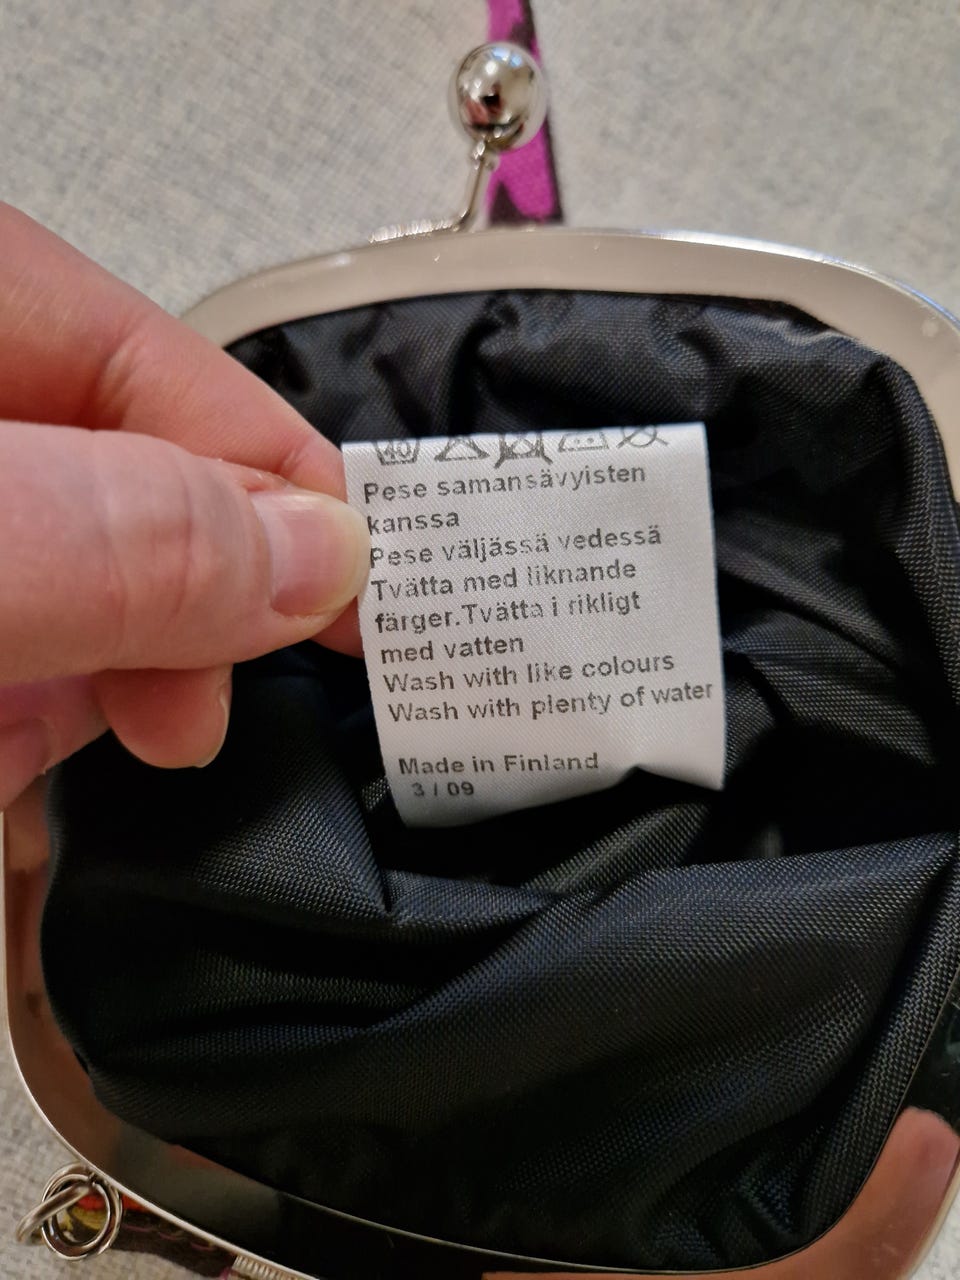 40
Pese samansävyisten
kanssa
Pese väljässä vedessä
Tvätta med liknande
färger.Tvätta i rikligt
med vatten
Wash with like colours
Wash with plenty of water
Made in Finland
3 / 09